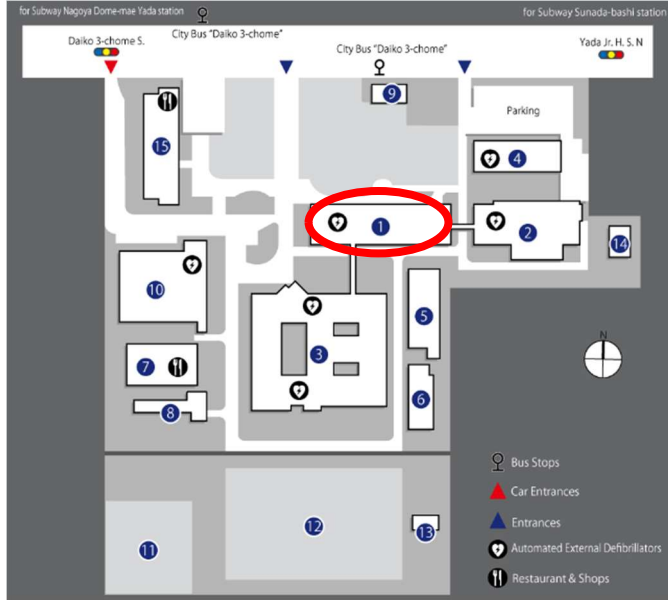 for Subway Nagoya Dome-mae Yada station
for Subway Sunada-bashi station
Daiko 3-chome S.
City Bus "Daiko 3-chome"
City Bus "Daiko 3-chome"
Yada Jr. H. S. N
9
Parking
15
4
1
2
14
10
5
3
7
6
8
N
Bus Stops
Car Entrances
Entrances
Automated External Defibrillators
Restaurant & Shops
11
12
13